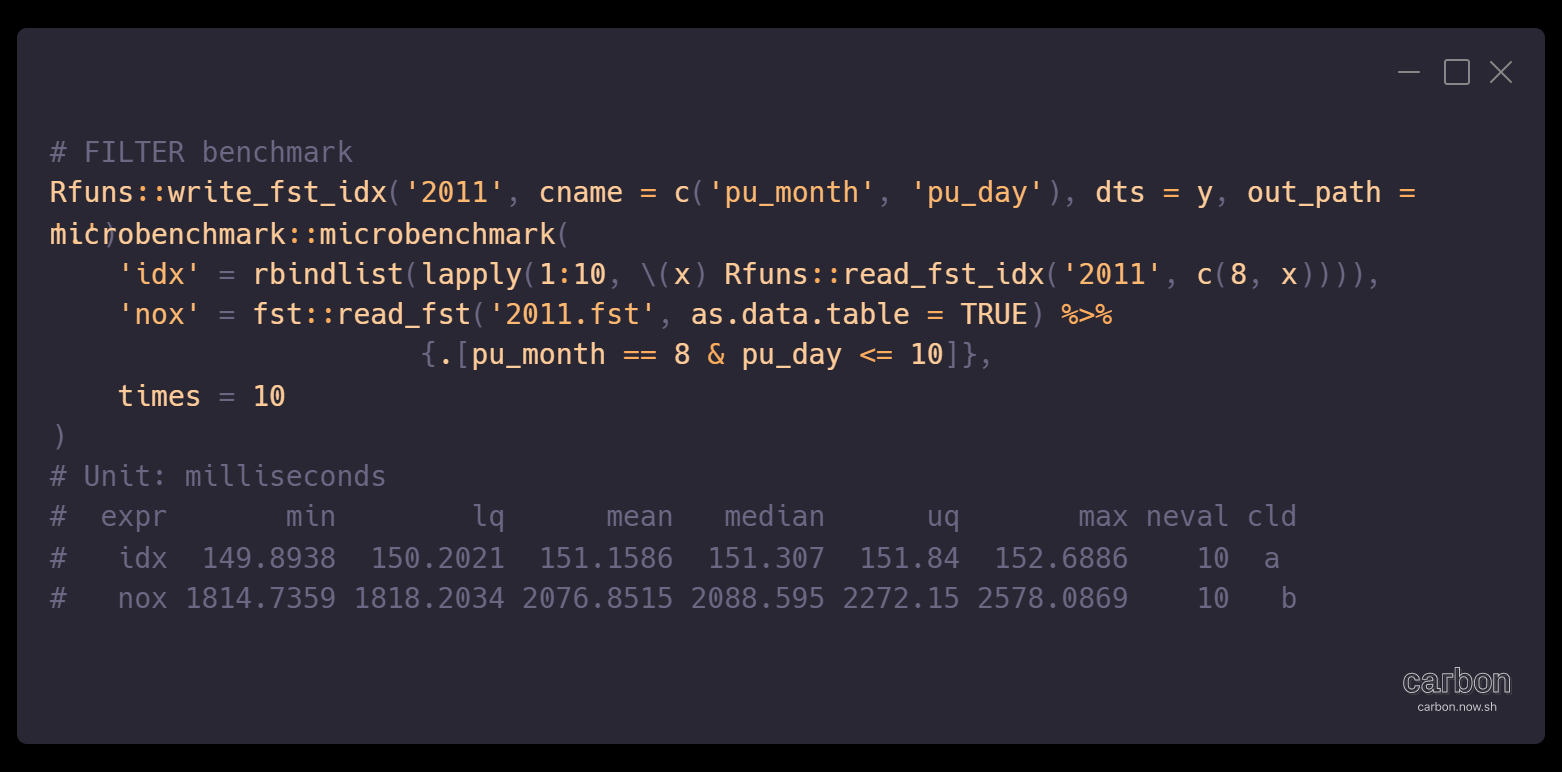 # FILTER benchmark
Rfuns::write_fst_idx('2011', cname = c('pu_month', 'pu_day'), dts = y, out_path =
microbenchmark::microbenchmark(
    'idx' = rbindlist(lapply(1:10, \(x) Rfuns::read_fst_idx('2011', c(8, x)))),
    'nox' = fst::read_fst('2011.fst', as.data.table = TRUE) %>%
                      {.[pu_month == 8 & pu_day <= 10]},
    times = 10
)
# Unit: milliseconds
#  expr       min        lq      mean   median      uq       max neval cld
#   idx  149.8938  150.2021  151.1586  151.307  151.84  152.6886    10  a
#   nox 1814.7359 1818.2034 2076.8515 2088.595 2272.15 2578.0869    10   b
carbon
carbon.now.sh